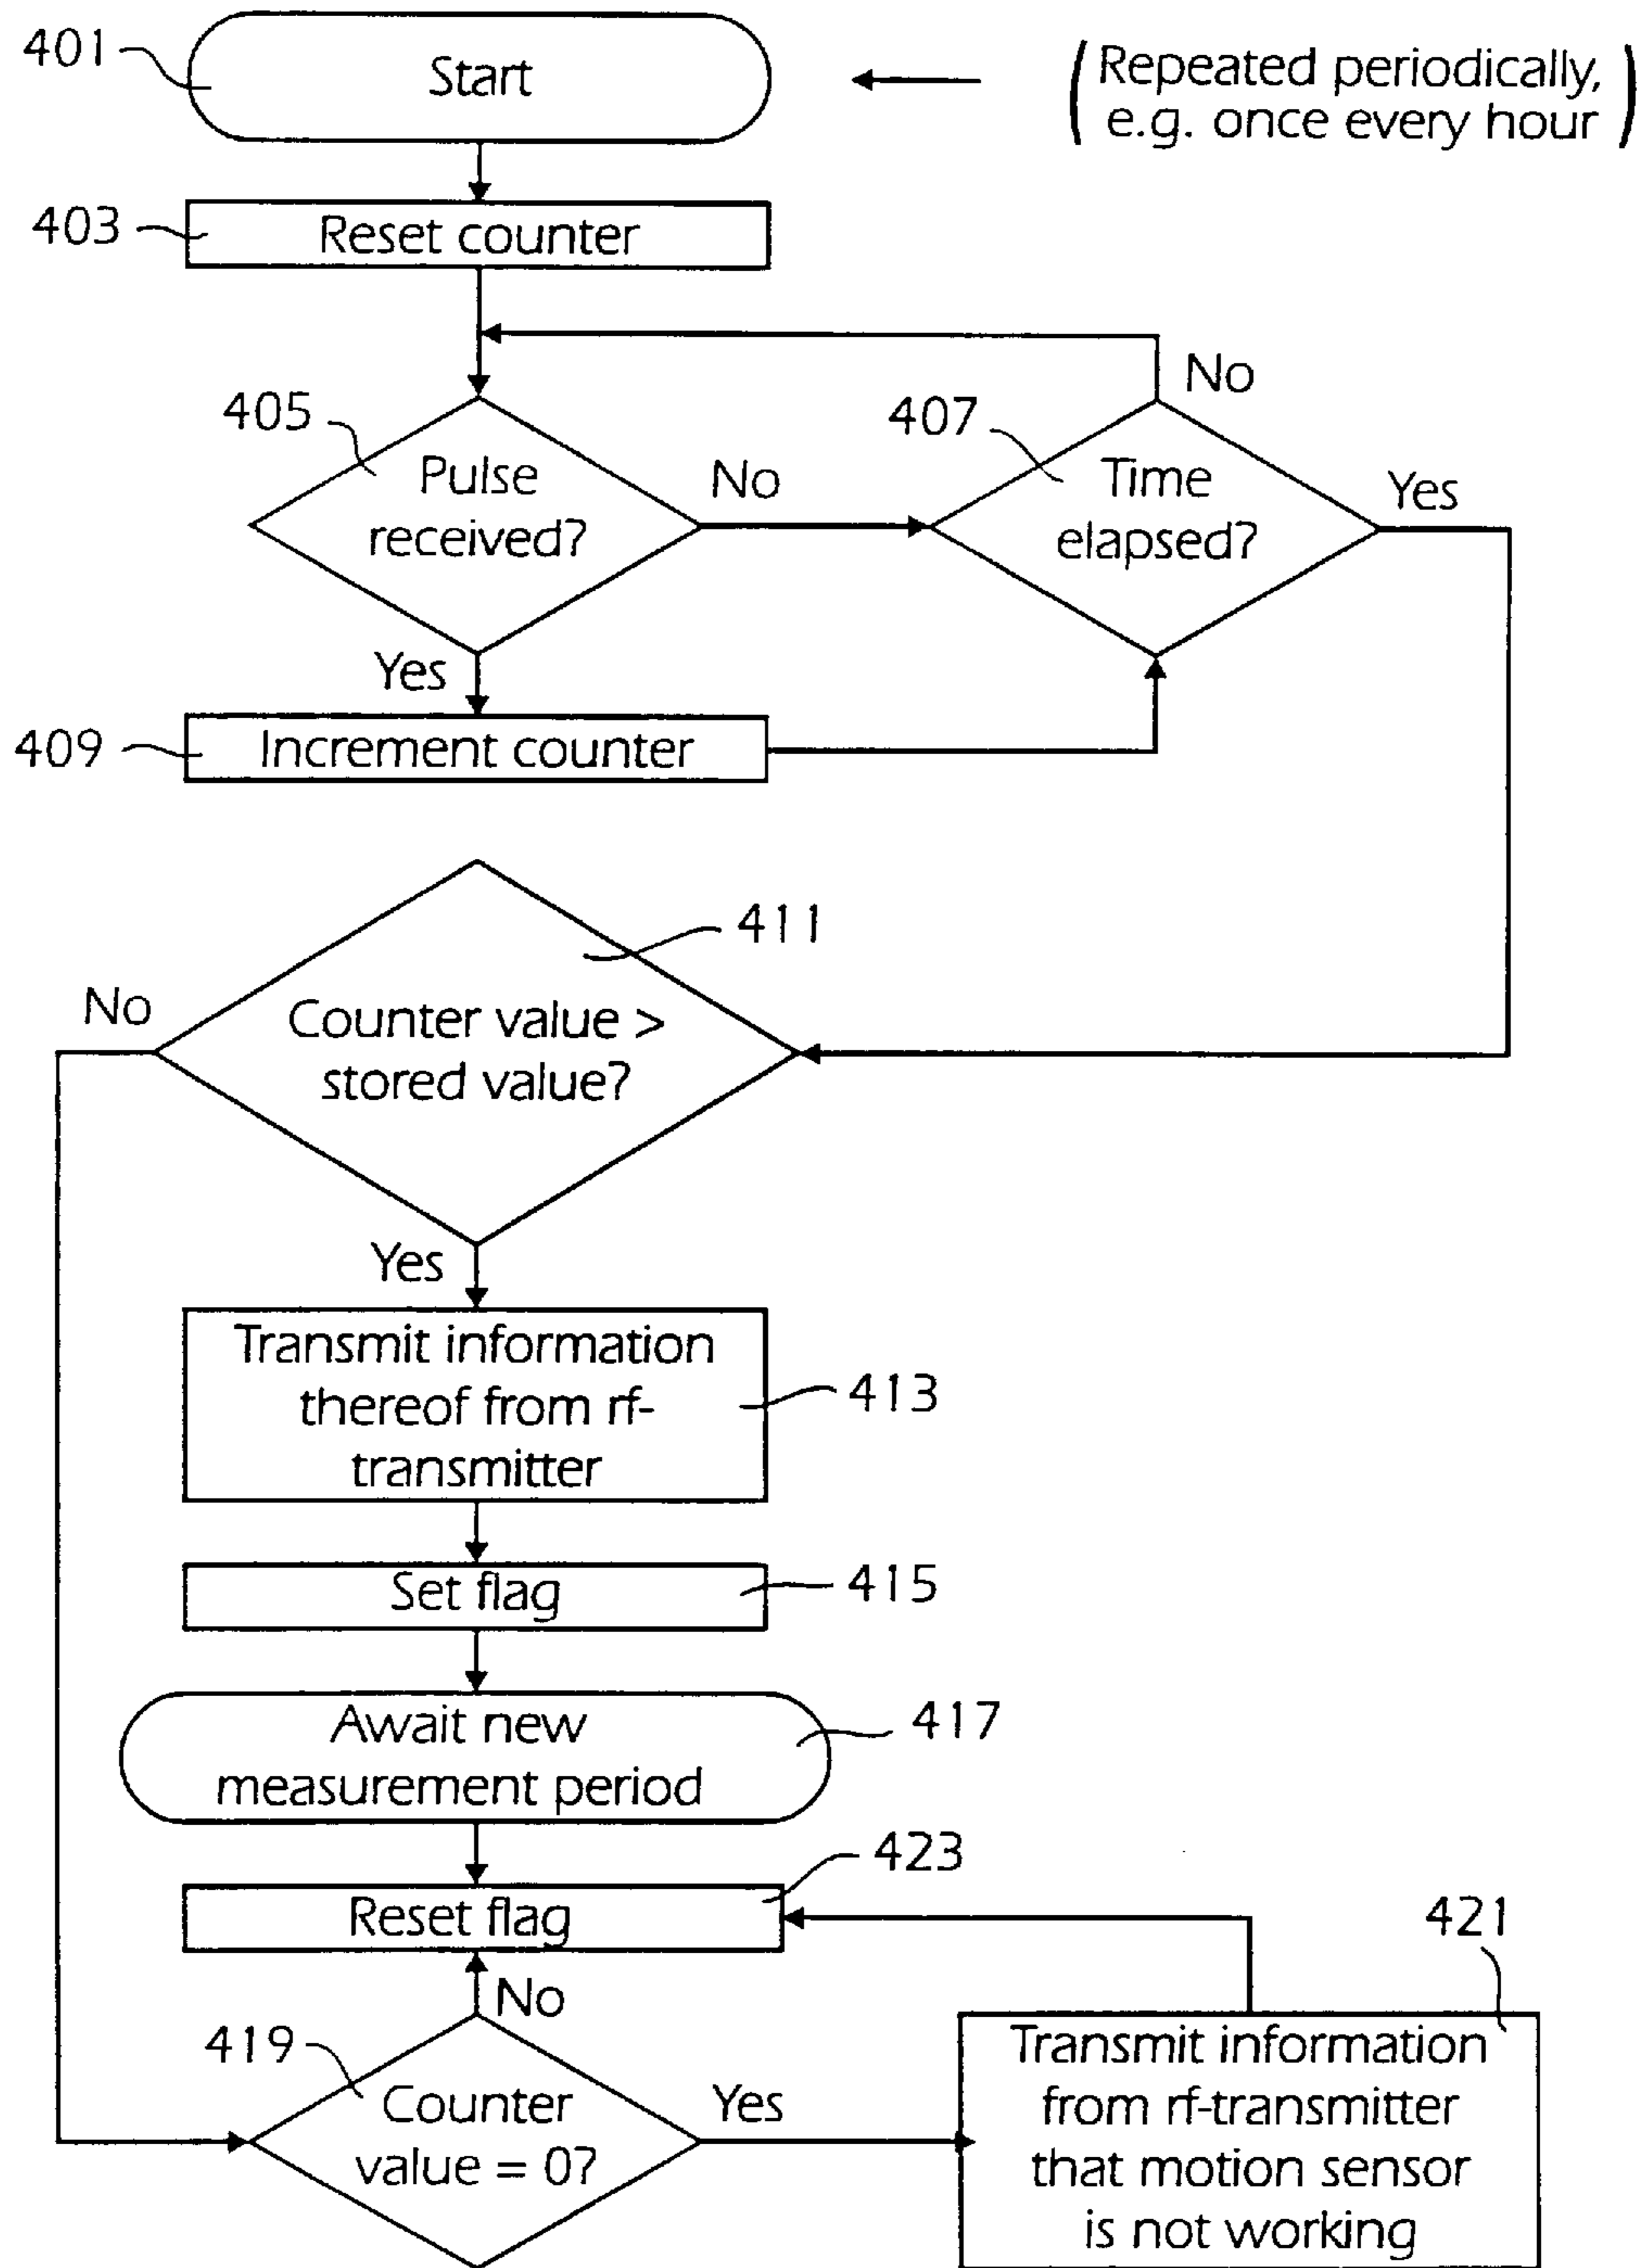 401
Start
(Repeated periodically,
e.g. once every hour)
403
Reset counter
405
Pulse
received?
No
407
Time
elapsed?
No
Yes
Yes
409
Increment counter
411
Counter value >
stored value?
No
Yes
Transmit information
thereof from rf-
transmitter
413
Set flag
415
Await new
measurement period
417
423
Reset flag
No
419
Counter
value = 0?
Yes
421
Transmit information
from rf-transmitter
that motion sensor
is not working